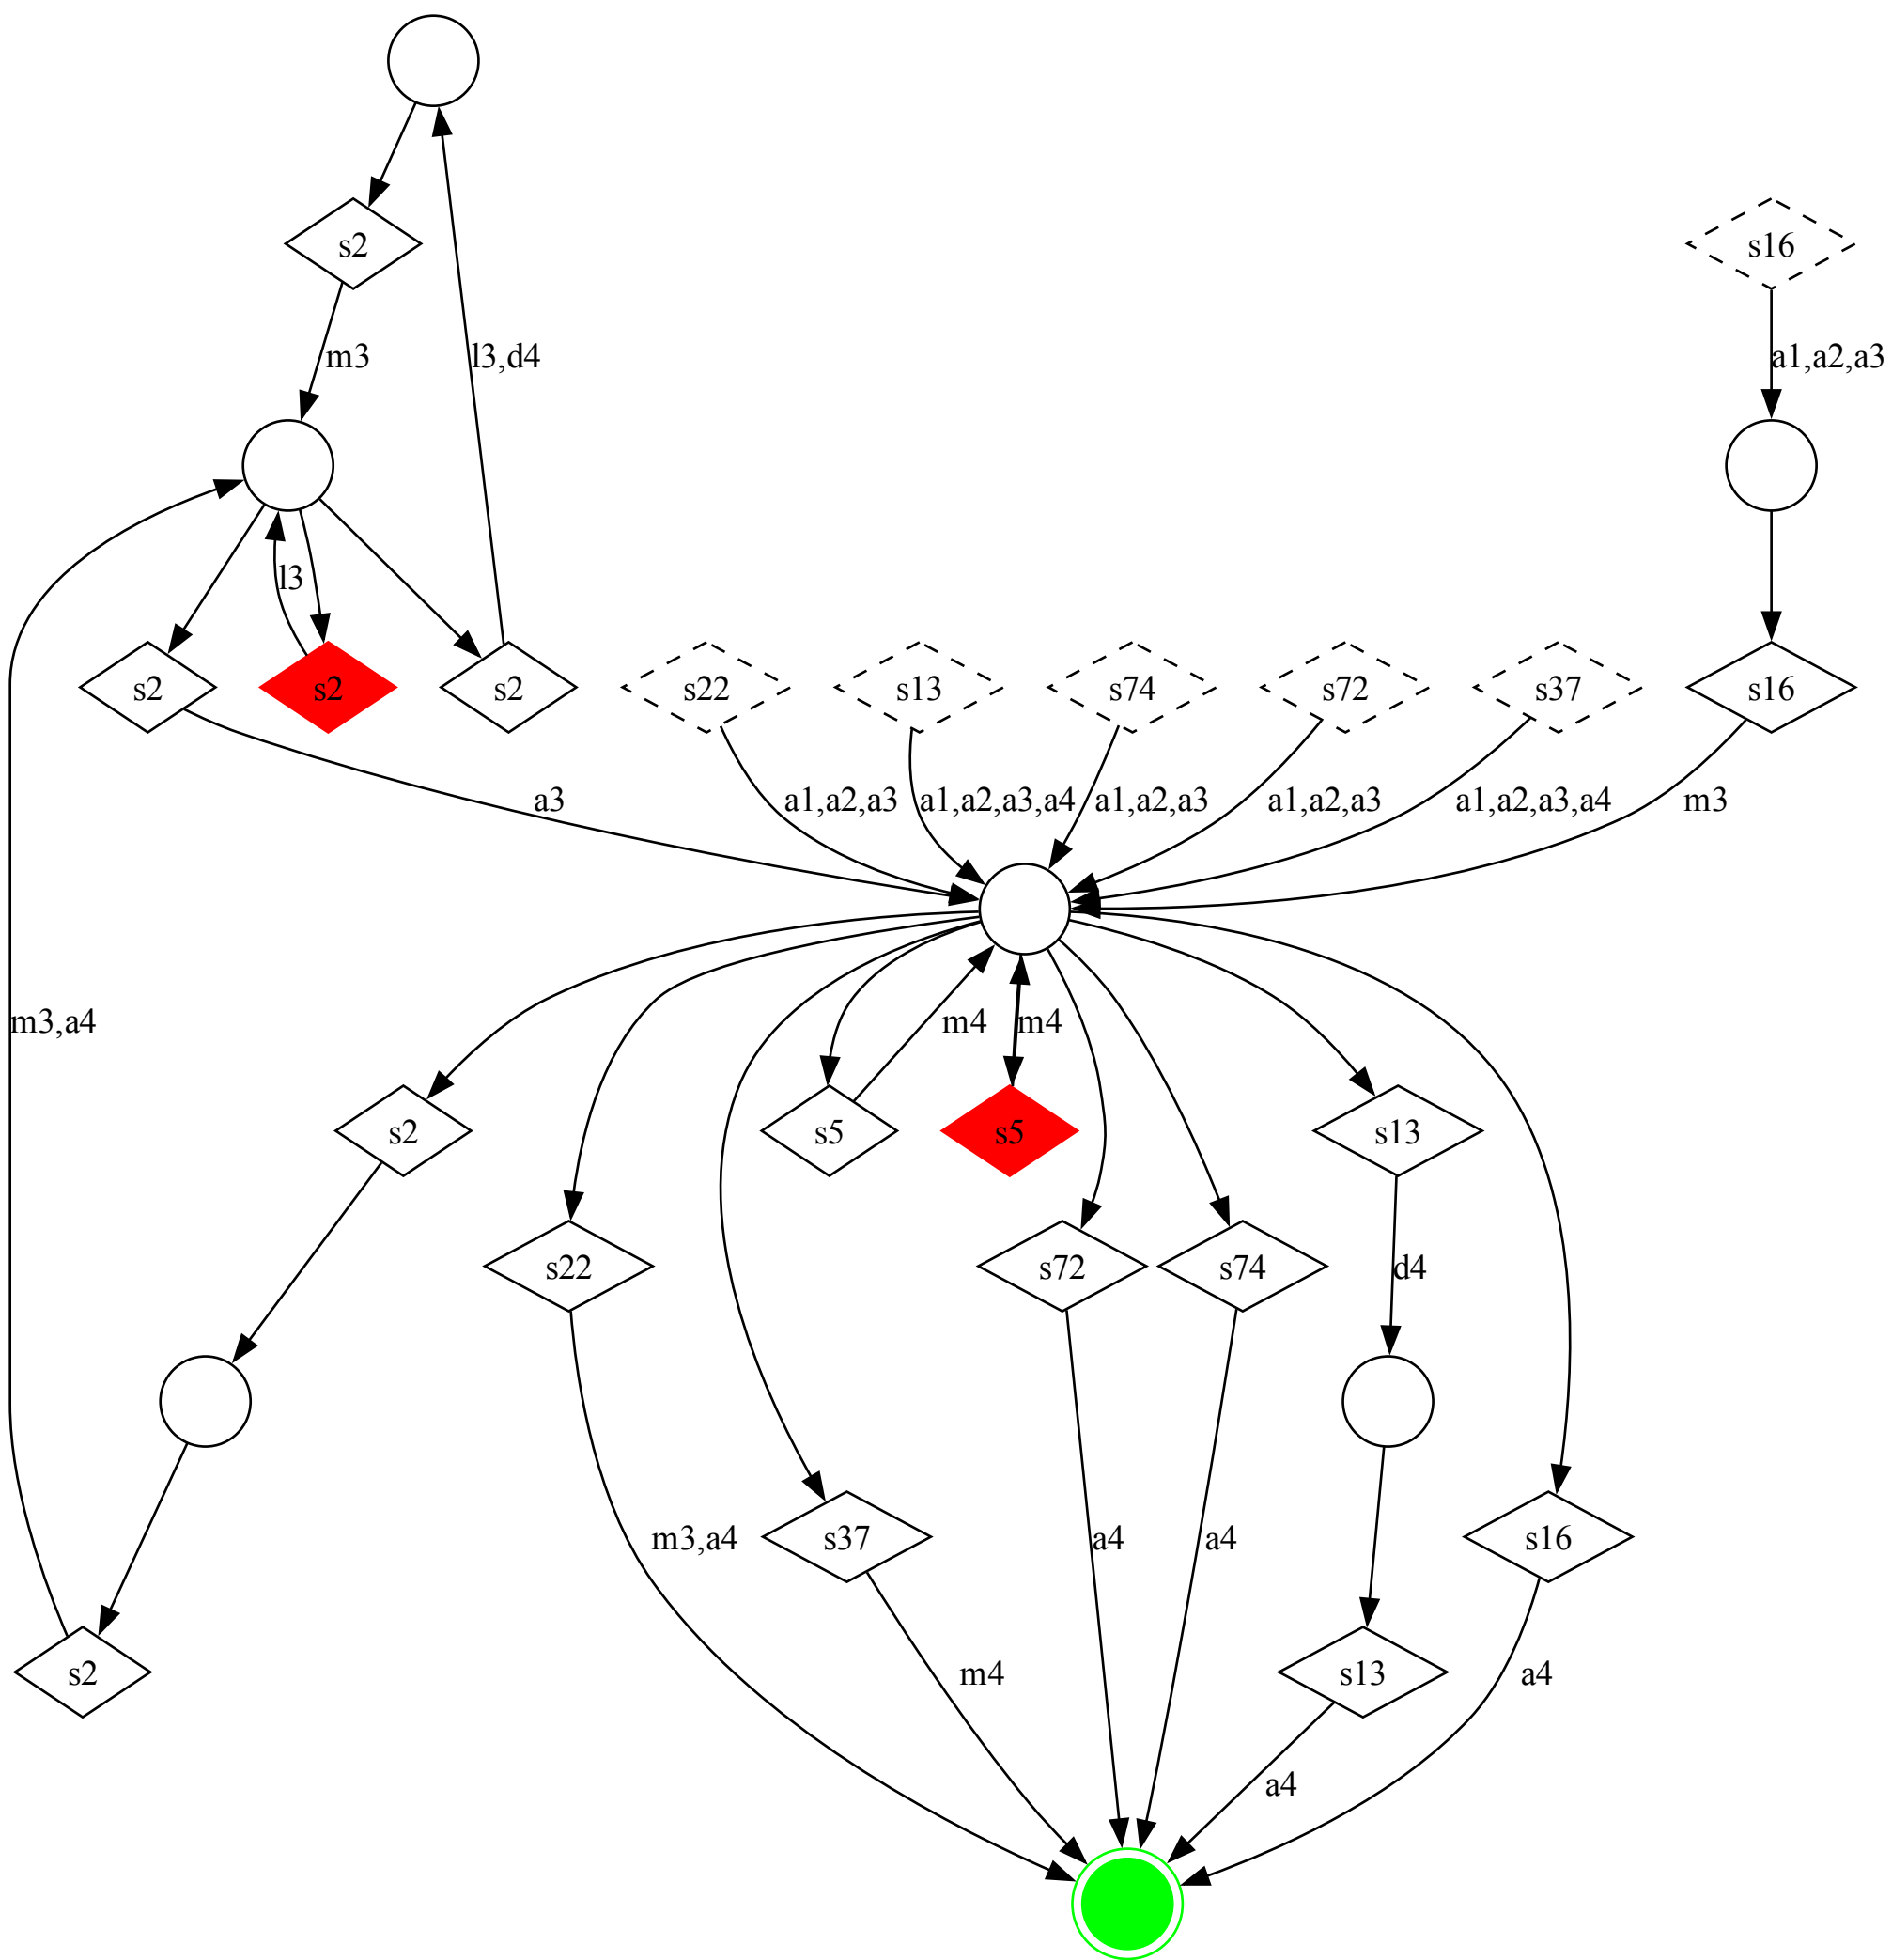 s2
s16
m3
l3,d4
a1,a2,a3
l3
s2
s2
s2
s22
s13
s74
s72
s37
s16
a3
a1,a2,a3
a1,a2,a3,a4
a1,a2,a3
a1,a2,a3
a1,a2,a3,a4
m3
m3,a4
m4
m4
s2
s5
s5
s13
s22
s72
s74
d4
m3,a4
s37
a4
a4
s16
s2
m4
s13
a4
a4